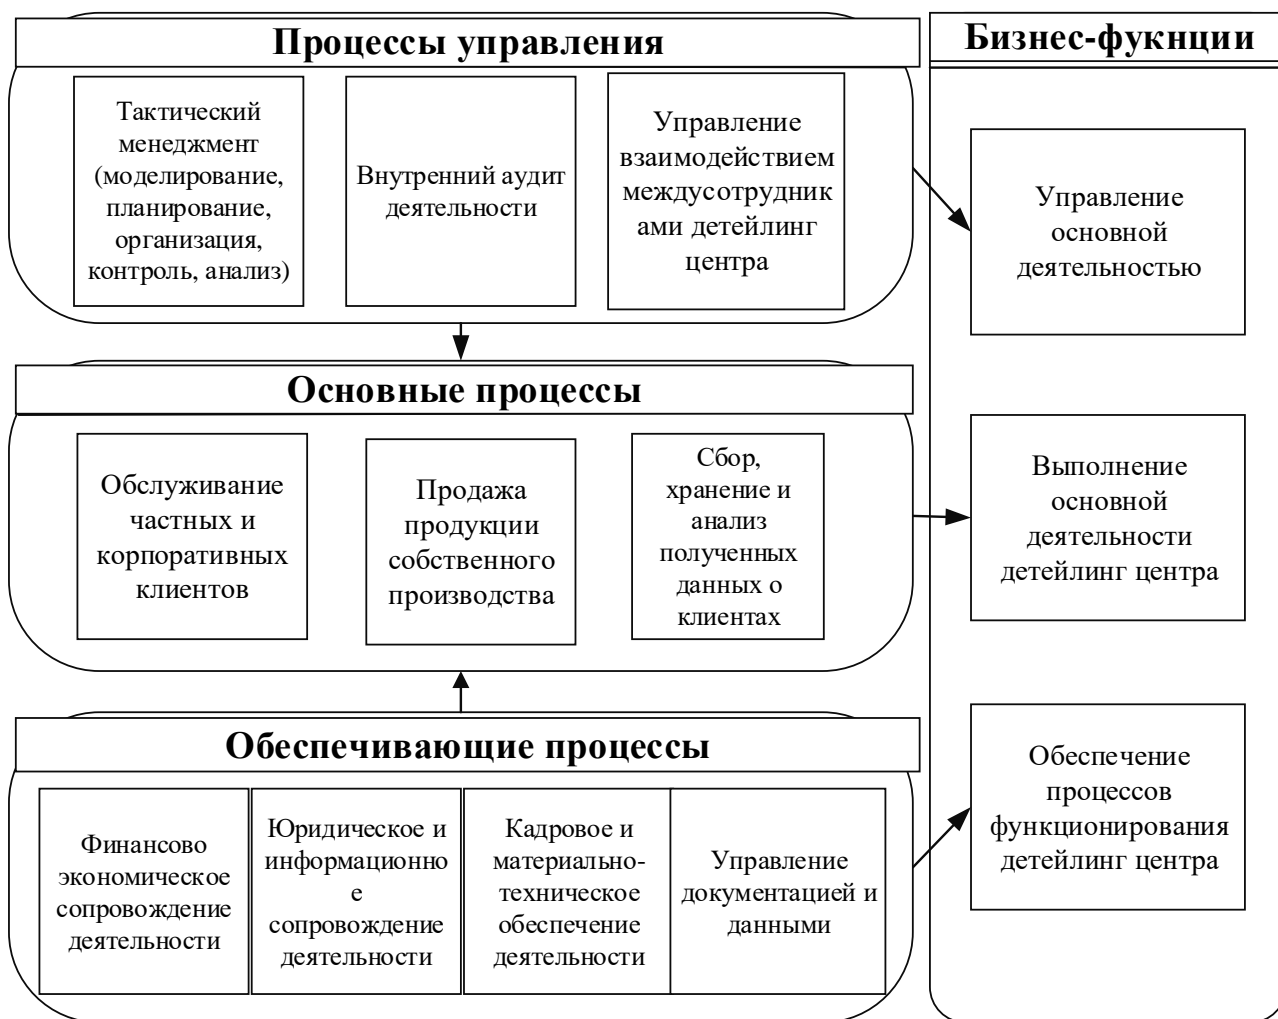 Процессы управления
Тактический
менеджмент
(моделирование,
планирование,
организация,
контроль, анализ)
Внутренний аудит
деятельности
Управление
взаимодействием
междусотрудник
ами детейлинг
центра
Основные процессы
Обслуживание
частных и
корпоративных
клиентов
Продажа
продукции
собственного
производства
Сбор,
хранение и
анализ
полученных
данных о
клиентах
Обеспечивающие процессы
Финансово
экономическое
сопровождение
деятельности
Юридическое и
информационно
е
сопровождение
деятельности
Кадровое и
материально-
техническое
обеспечение
деятельности
Управление
документацией и
данными
Бизнес-фукнции
Управление
основной
деятельностью
Выполнение
основной
деятельности
детейлинг центра
Обеспечение
процессов
функционирования
детейлинг центра